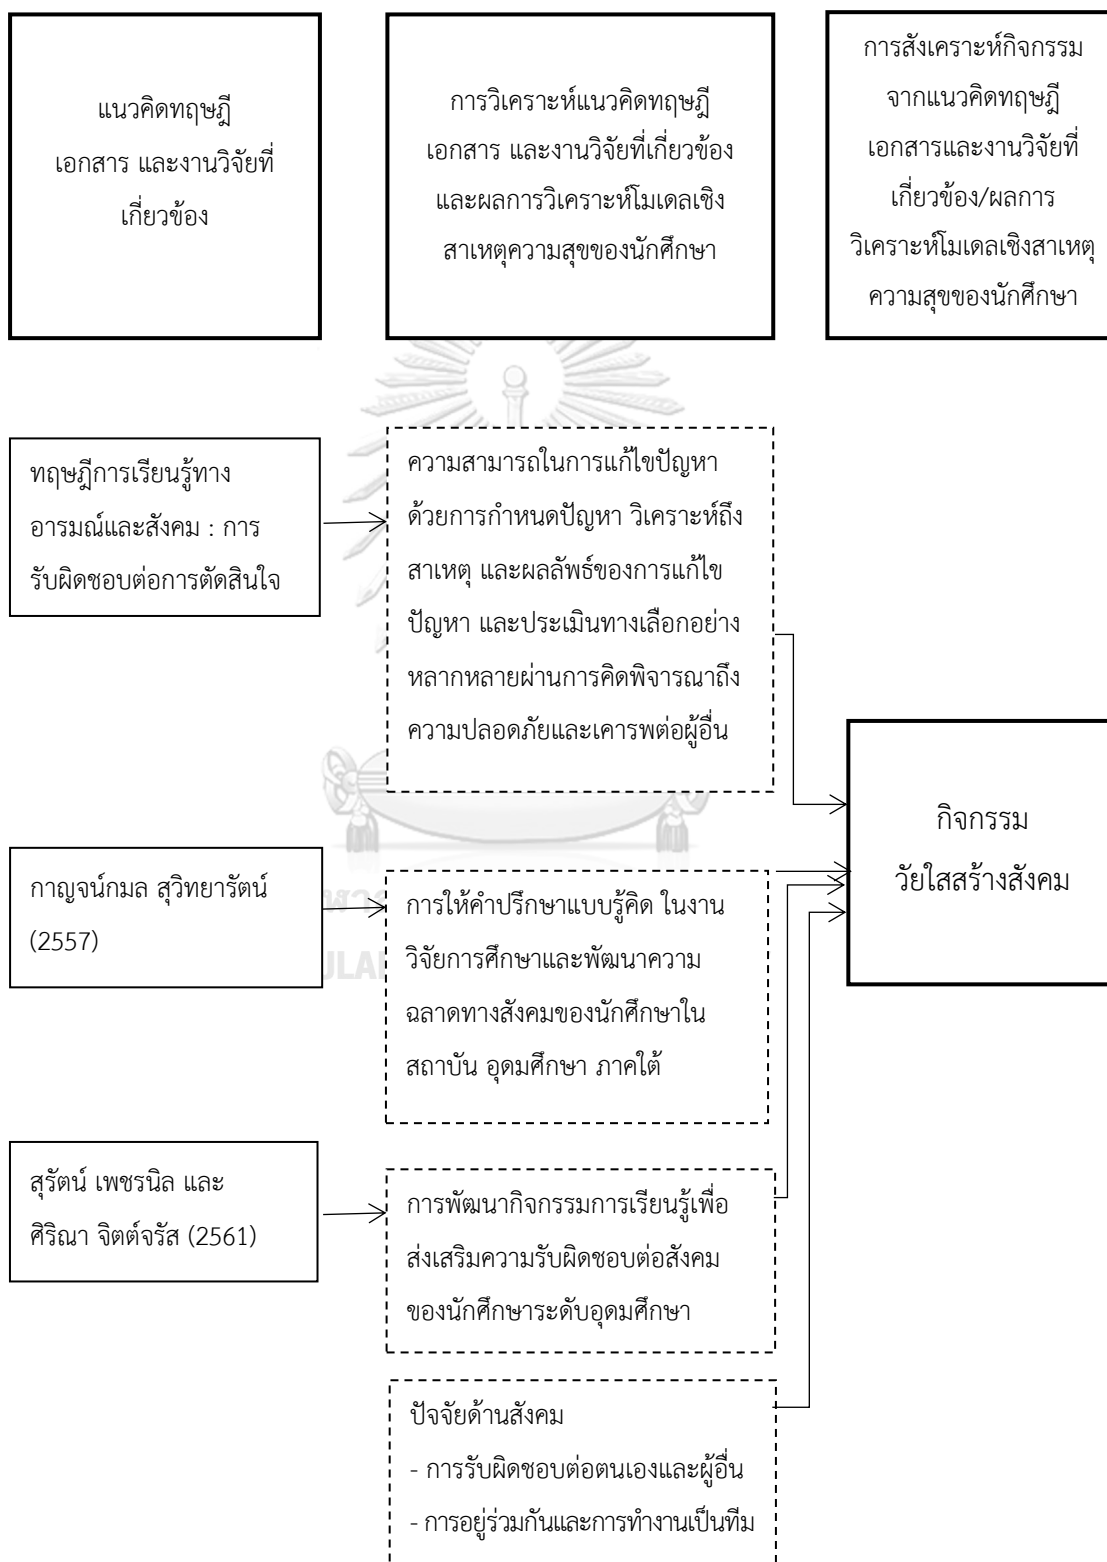 แนวคิดทฤษฎี
เอกสาร และงานวิจัยที่
เกี่ยวข้อง
การวิเคราะห์แนวคิดทฤษฎี
เอกสาร และงานวิจัยที่เกี่ยวข้อง
และผลการวิเคราะห์โมเดลเชิง
สาเหตุความสุขของนักศึกษา
การสังเคราะห์กิจกรรม
จากแนวคิดทฤษฎี
เอกสารและงานวิจัยที่
เกี่ยวข้อง/ผลการ
วิเคราะห์โมเดลเชิงสาเหตุ
ความสุขของนักศึกษา
ทฤษฎีการเรียนรู้ทาง
อารมณ์และสังคม : การ
รับผิดชอบต่อการตัดสินใจ
ความสามารถในการแก้ไขปัญหา
ด้วยการกำหนดปัญหา วิเคราะห์ถึง
สาเหตุ และผลลัพธ์ของการแก้ไข
ปัญหา และประเมินทางเลือกอย่าง
หลากหลายผ่านการคิดพิจารณาถึง
ความปลอดภัยและเคารพต่อผู้อื่น
กิจกรรม
วัยใสสร้างสังคม
กาญจน์กมล สุวิทยารัตน์
(2557)
การให้คำปรึกษาแบบรู้คิด ในงาน
วิจัยการศึกษาและพัฒนาความ
ฉลาดทางสังคมของนักศึกษาใน
สถาบัน อุดมศึกษา ภาคใต้
สุรัตน์ เพชรนิล และ
ศิริณา จิตต์จรัส (2561)
การพัฒนากิจกรรมการเรียนรู้เพื่อ
ส่งเสริมความรับผิดชอบต่อสังคม
ของนักศึกษาระดับอุดมศึกษา
ปัจจัยด้านสังคม
- การรับผิดชอบต่อตนเองและผู้อื่น
- การอยู่ร่วมกันและการทำงานเป็นทีม